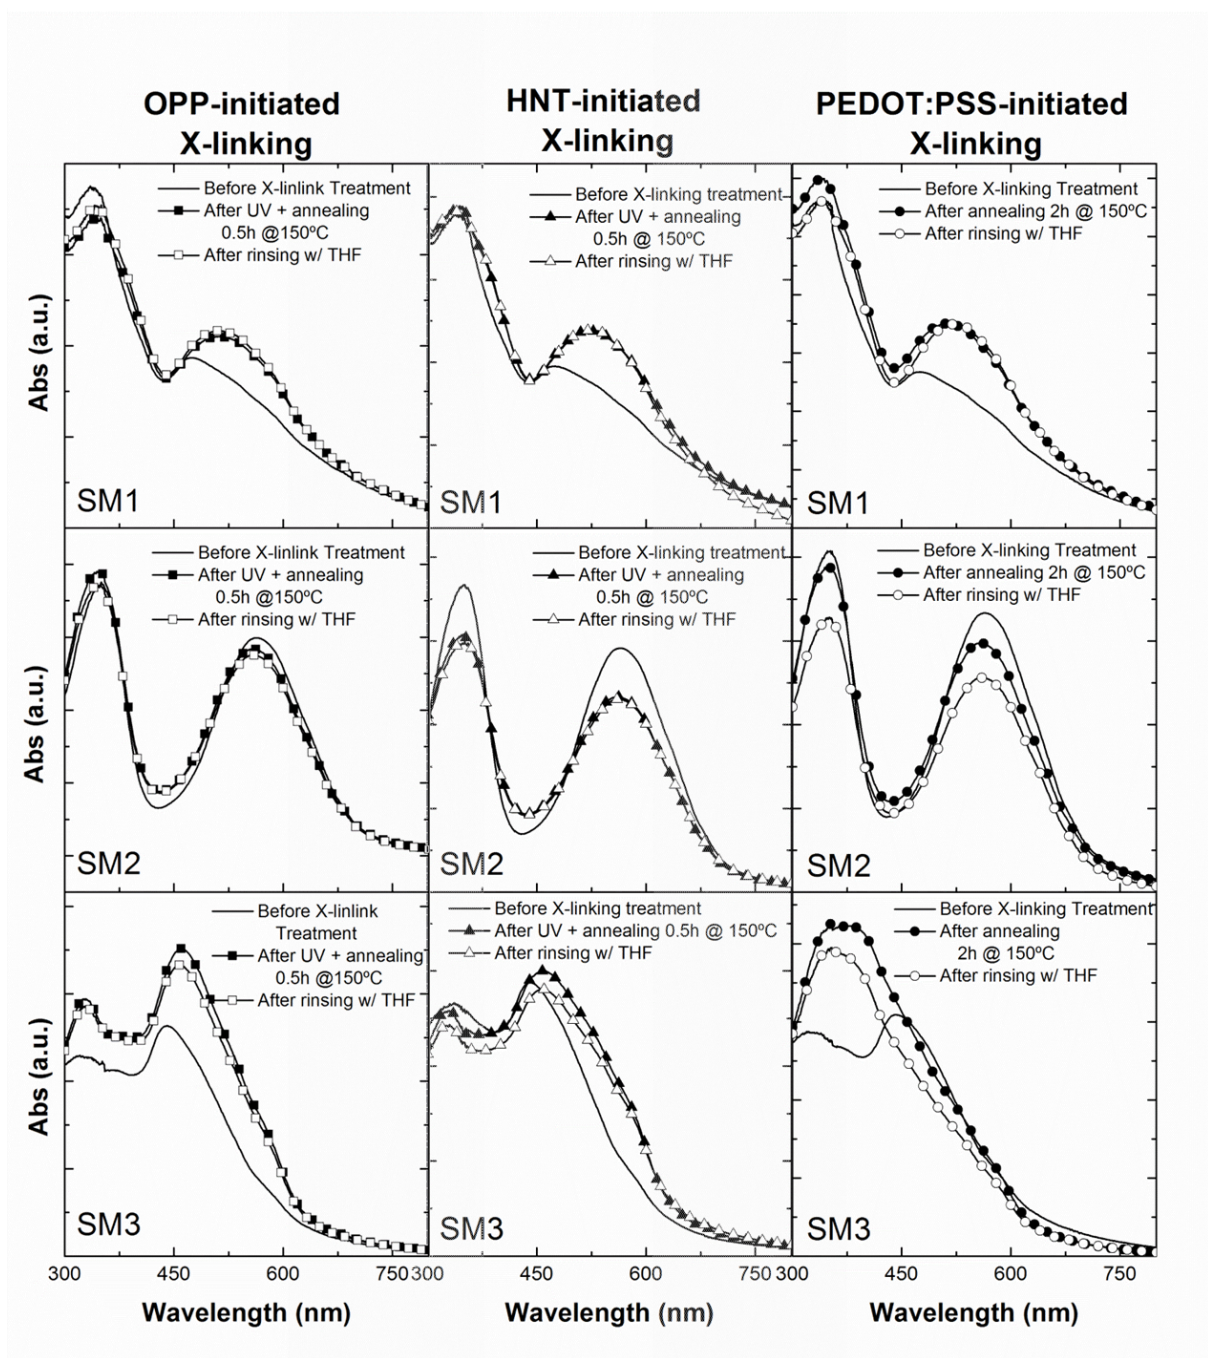 OPP-initiated
X-linking
HNT-initiated
X-linking
PEDOT:PSS-initiated
X-linking
Abs (a.u.)
Before X-linlink Treatment
After UV + annealing
0.5h @150ºC
After rinsing w/ THF
SM1
Before X-linking treatment
After UV + annealing
0.5h @ 150ºC
After rinsing w/ THF
SM1
Before X-linking Treatment
After annealing 2h @ 150ºC
After rinsing w/ THF
SM1
Abs (a.u.)
Before X-linlink Treatment
After UV + annealing
0.5h @150ºC
After rinsing w/ THF
SM2
Before X-linking treatment
After UV + annealing
0.5h @ 150ºC
After rinsing w/ THF
SM2
Before X-linking Treatment
After annealing 2h @ 150ºC
After rinsing w/ THF
SM2
Abs (a.u.)
Before X-linlink
Treatment
After UV + annealing
0.5h @150ºC
After rinsing w/ THF
SM3
Before X-linking treatment
After UV + annealing 0.5h @ 150ºC
After rinsing w/ THF
SM3
Before X-linking Treatment
After annealing
2h @ 150ºC
After rinsing w/ THF
SM3
300 450 600 750 300 450 600 750 300 450 600 750
Wavelength (nm)
Wavelength (nm)
Wavelength (nm)